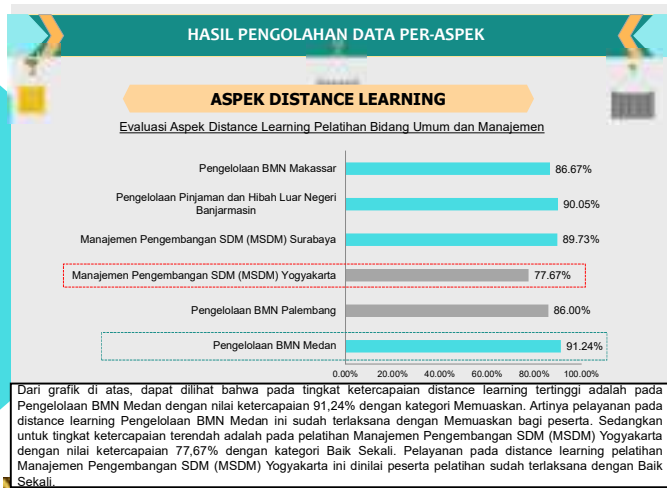 HASIL PENGOLAHAN DATA PER-ASPEK
ASPEK DISTANCE LEARNING
Evaluasi Aspek Distance Learning Pelatihan Bidang Umum dan Manajemen
Pengelolaan BMN Makassar
86.67%
Pengelolaan Pinjaman dan Hibah Luar Negeri
Banjarmasin
90.05%
Manajemen Pengembangan SDM (MSDM) Surabaya
89.73%
Manajemen Pengembangan SDM (MSDM) Yogyakarta
77.67%
Pengelolaan BMN Palembang
86.00%
Pengelolaan BMN Medan
91.24%
0.00% 20.00% 40.00% 60.00% 80.00% 100.00%
Dari grafik di atas, dapat dilihat bahwa pada tingkat ketercapaian distance learning tertinggi adalah pada
Pengelolaan BMN Medan dengan nilai ketercapaian 91,24% dengan kategori Memuaskan. Artinya pelayanan pada
distance learning Pengelolaan BMN Medan ini sudah terlaksana dengan Memuaskan bagi peserta. Sedangkan
untuk tingkat ketercapaian terendah adalah pada pelatihan Manajemen Pengembangan SDM (MSDM) Yogyakarta
dengan nilai ketercapaian 77,67% dengan kategori Baik Sekali. Pelayanan pada distance learning pelatihan
Manajemen Pengembangan SDM (MSDM) Yogyakarta ini dinilai peserta pelatihan sudah terlaksana dengan Baik
Sekali.